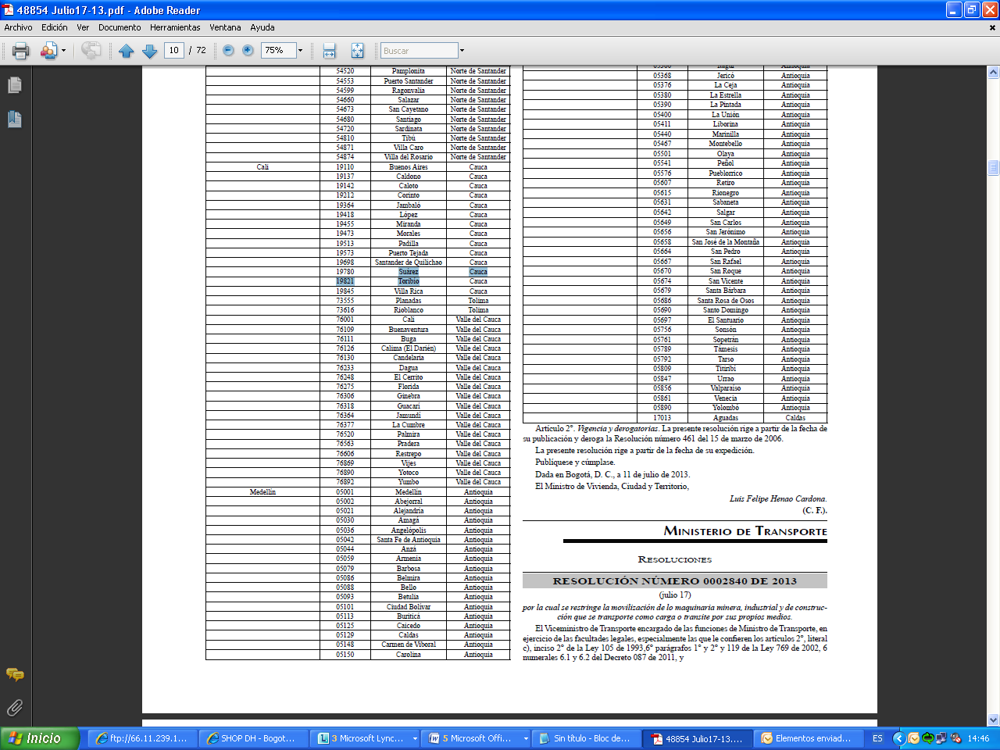 48854 Julio17-13.pdf - Adobe Reader
Archivo Edición Ver Documento Herramientas Ventana Ayuda
10 / 72 75% Buscar
54520 Pamplonita Norte de Santander
54553 Puerto Santander Norte de Santander
54599 Ragonvalia Norte de Santander
54660 Salazar Norte de Santander
54673 San Cayetano Norte de Santander
54680 Santiago Norte de Santander
54720 Sardinata Norte de Santander
54810 Tibú Norte de Santander
54871 Villa Caro Norte de Santander
54874 Villa del Rosario Norte de Santander
Cali 19110 Buenos Aires Cauca
19137 Caldono Cauca
19142 Caloto Cauca
19212 Corinto Cauca
19364 Jambaló Cauca
19418 López Cauca
19455 Miranda Cauca
19473 Morales Cauca
19513 Padilla Cauca
19573 Puerto Tejada Cauca
19698 Santander de Quilichao Cauca
19780 Suárez Cauca
19821 Toribío Cauca
19845 Villa Rica Cauca
73555 Planadas Tolima
73616 Rioblanco Tolima
76001 Cali Valle del Cauca
76109 Buenaventura Valle del Cauca
76111 Buga Valle del Cauca
76126 Calima (El Darién) Valle del Cauca
76130 Candelaria Valle del Cauca
76233 Dagua Valle del Cauca
76248 El Cerrito Valle del Cauca
76275 Florida Valle del Cauca
76306 Ginebra Valle del Cauca
76318 Guacarí Valle del Cauca
76364 Jamundí Valle del Cauca
76377 La Cumbre Valle del Cauca
76520 Palmira Valle del Cauca
76563 Pradera Valle del Cauca
76606 Restrepo Valle del Cauca
76869 Vijes Valle del Cauca
76890 Yotoco Valle del Cauca
76892 Yumbo Valle del Cauca
Medellín 05001 Medellín Antioquia
05002 Abejorral Antioquia
05021 Alejandría Antioquia
05030 Amagá Antioquia
05036 Angelópolis Antioquia
05042 Santa Fe de Antioquia Antioquia
05044 Anzá Antioquia
05059 Armenia Antioquia
05079 Barbosa Antioquia
05086 Belmira Antioquia
05088 Bello Antioquia
05093 Betulia Antioquia
05101 Ciudad Bolívar Antioquia
05113 Buriticá Antioquia
05125 Caicedo Antioquia
05129 Caldas Antioquia
05148 Carmen de Viboral Antioquia
05150 Carolina Antioquia
05368 Jericó Antioquia
05376 La Ceja Antioquia
05380 La Estrella Antioquia
05390 La Pintada Antioquia
05400 La Unión Antioquia
05411 Liborina Antioquia
05440 Marinilla Antioquia
05467 Montebello Antioquia
05501 Olaya Antioquia
05541 Peñol Antioquia
05576 Pueblorrico Antioquia
05607 Retiro Antioquia
05615 Rionegro Antioquia
05631 Sabaneta Antioquia
05642 Salgar Antioquia
05649 San Carlos Antioquia
05656 San Jerónimo Antioquia
05658 San José de la Montaña Antioquia
05664 San Pedro Antioquia
05667 San Rafael Antioquia
05670 San Roque Antioquia
05674 San Vicente Antioquia
05679 Santa Bárbara Antioquia
05686 Santa Rosa de Osos Antioquia
05690 Santo Domingo Antioquia
05697 El Santuario Antioquia
05756 Sonsón Antioquia
05761 Sopetrán Antioquia
05789 Támesis Antioquia
05792 Tarso Antioquia
05809 Titiribí Antioquia
05847 Urrao Antioquia
05856 Valparaíso Antioquia
05861 Venecia Antioquia
05890 Yolombó Antioquia
17013 Aguadas Caldas
Artículo 2°. Vigencia y derogatorias. La presente resolución rige a partir de la fecha de
su publicación y deroga la Resolución número 461 del 15 de marzo de 2006.
La presente resolución rige a partir de la fecha de su expedición.
Publíquese y cúmplase.
Dada en Bogotá, D. C., a 11 de julio de 2013.
El Ministro de Vivienda, Ciudad y Territorio,
Luis Felipe Henao Cardona.
(C. F.).
MINISTERIO DE TRANSPORTE
RESOLUCIONES
RESOLUCIÓN NÚMERO 0002840 DE 2013
(julio 17)
por la cual se restringe la movilización de lo maquinaria minera, industrial y de construc-
ción que se transporte como carga o transite por sus propios medios.
El Viceministro de Transporte encargado de las funciones de Ministro de Transporte, en
ejercicio de las facultades legales, especialmente las que le confieren los artículos 2°, literal
c), inciso 2° de la Ley 105 de 1993,6° parágrafos 1° y 2° y 119 de la Ley 769 de 2002, 6
numerales 6.1 y 6.2 del Decreto 087 de 2011, y
Inicio ftp://66.11.239.1... SHOP DH - Bogot... 3 Microsoft Lync... 5 Microsoft Offi... Sin título - Bloc de... 48854 Julio17-13.... Elementos enviad... ES 14:46